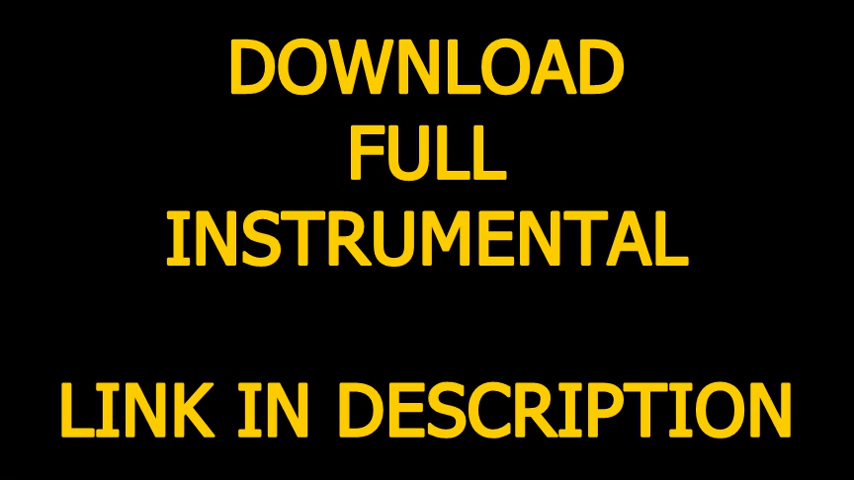 DOWNLOAD
FULL
INSTRUMENTAL
LINK IN DESCRIPTION